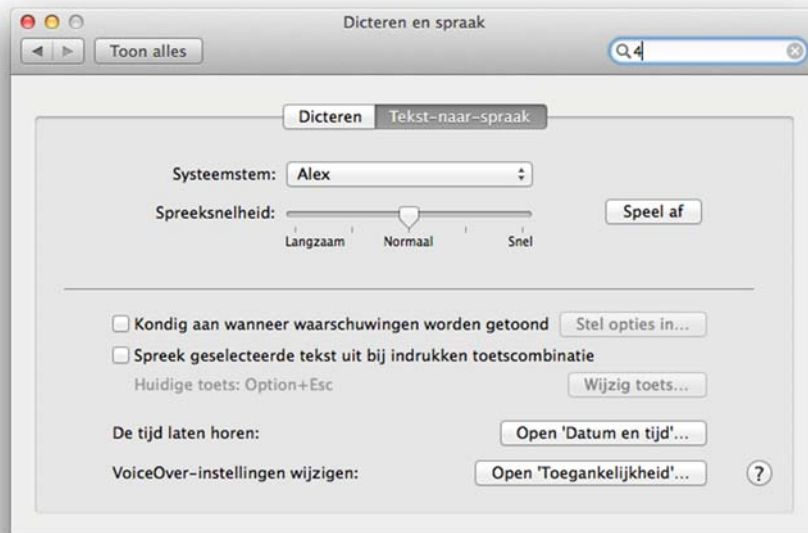 Dicteren en spraak
Toon alles 4
Dicteren Tekst-naar-spraak
Systeemstem: Alex
Spreeksnelheid: Speel af
Langzaam Normaal Snel
Kondig aan wanneer waarschuwingen worden getoond Stel opties in...
Spreek geselecteerde tekst uit bij indrukken toetscombinatie
Huidige toets: Option+Esc Wijzig toets...
De tijd laten horen: Open 'Datum en tijd'...
VoiceOver-instellingen wijzigen: Open 'Toegankelijkheid'... ?